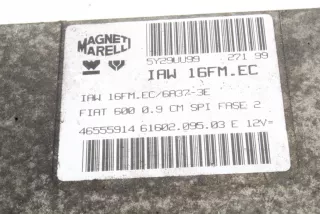 MAGNETI
MARELLI
5Y29UU99 271 99
IAW 16FM.EC
IAW 16FM.EC/6A37-3E
FIAT 600 0.9 CM SPI FASE 2
46555914 61602.095.03 E 12V=